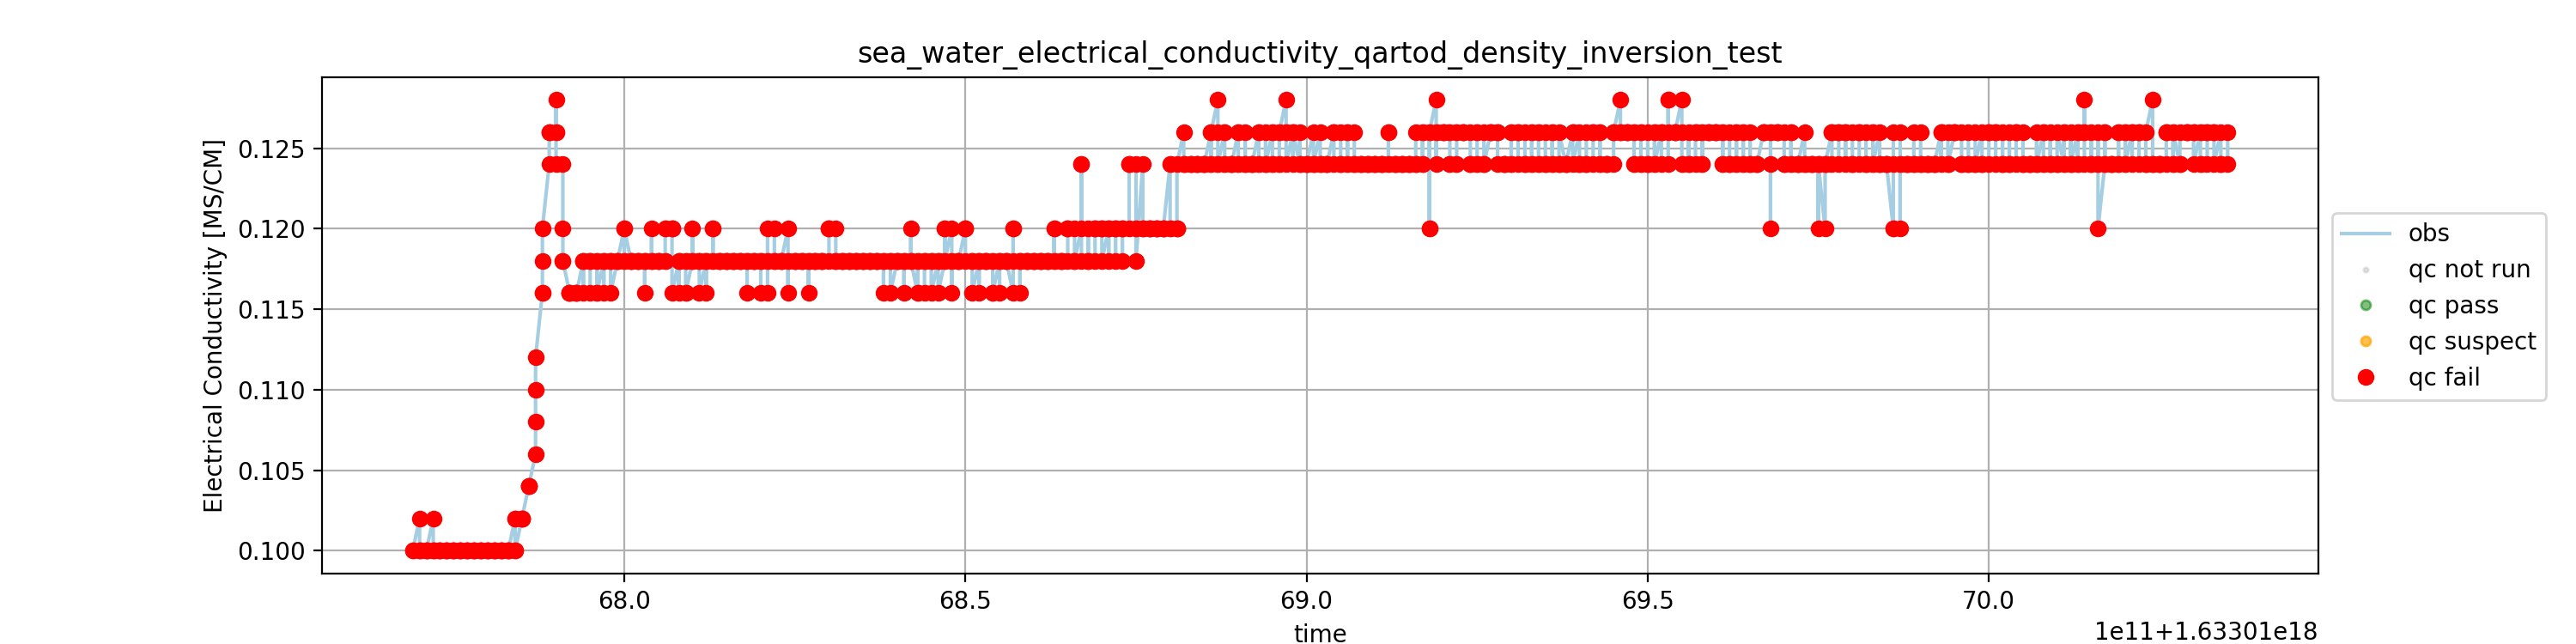 sea_water_electrical_conductivity_qartod_density_inversion_test
Electrical Conductivity [MS/CM]
0.125
0.120
0.115
0.110
0.105
0.100
68.0 68.5 69.0 69.5 70.0
time
1e11+1.63301e18
obs
qc not run
qc pass
qc suspect
qc fail